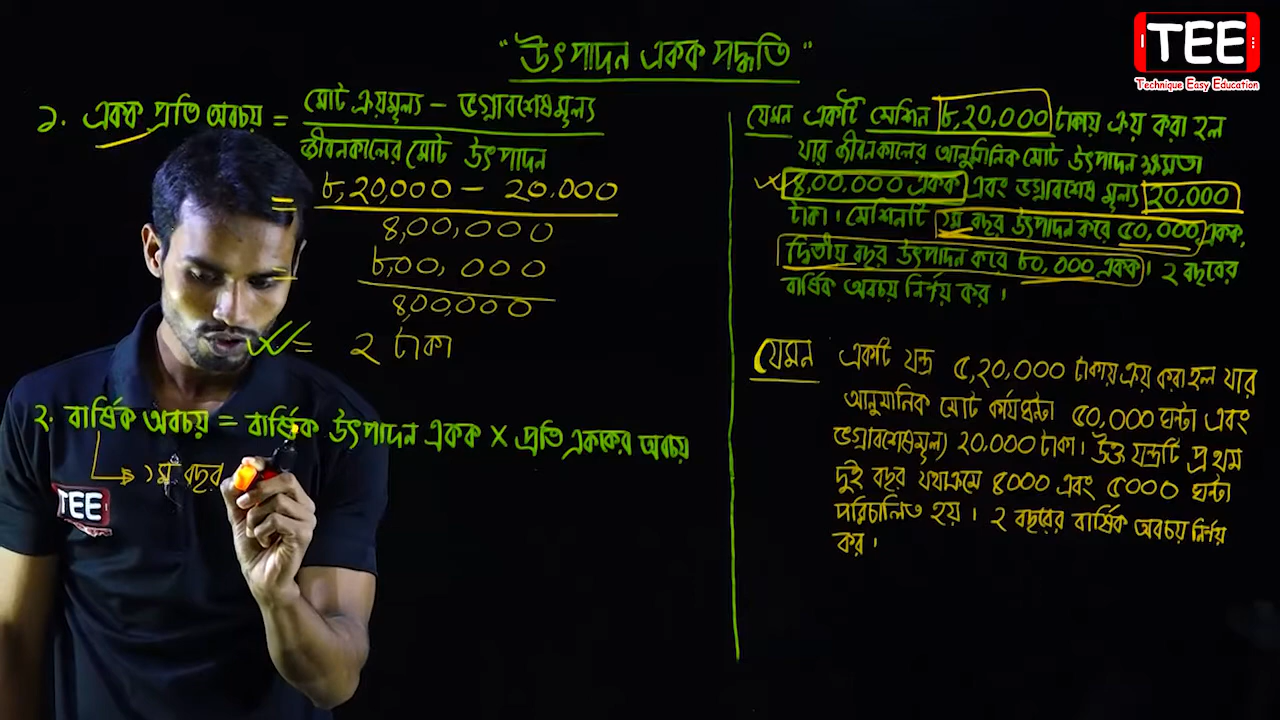 "উৎপাদন একক পদ্ধতি"
TEE
Technique Easy Education
১. একক প্রতি অবচয় = মোট ক্রয়মূল্য - ভগ্নাবশেষ মূল্য
জীবনকালের মোট উৎপাদন
= ৮,২০,০০০ - ২০,০০০
৪,০০,০০০
৮,০০,০০০
৪,০০,০০০
= ২ টাকা
২. বার্ষিক অবচয় = বার্ষিক উৎপাদন একক X প্রতি এককের অবচয়
→ ১ম বছর
TEE
যেমন একটি মেশিন ৮,২০,০০০ টাকায় ক্রয় করা হল
যার জীবনকালের আনুমানিক মোট উৎপাদন ক্ষমতা
৪,০০,০০০ একক এবং ভগ্নাবশেষ মূল্য ২০,০০০
টাকা। মেশিনটি ১ম বছর উৎপাদন করে ৫০,০০০ একক,
দ্বিতীয় বছর উৎপাদন করে ৮০,০০০ একক। ২ বছরের
বার্ষিক অবচয় নির্ণয় কর।
যেমন একটি যন্ত্র ৫,২০,০০০ টাকায় ক্রয় করা হল যার
আনুমানিক মোট কার্যঘন্টা ৫০,০০০ ঘন্টা এবং
ভগ্নাবশেষমূল্য ২০,০০০ টাকা। উক্ত যন্ত্রটি প্রথম
দুই বছর যথাক্রমে ৪০০০ এবং ৫০০০ ঘন্টা
পরিচালিত হয়। ২ বছরের বার্ষিক অবচয় নির্ণয়
কর।